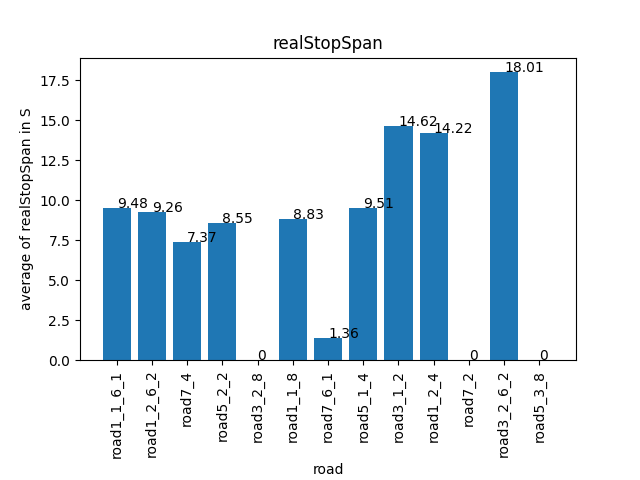 realStopSpan
average of realStopSpan in S
17.5
15.0
12.5
10.0
7.5
5.0
2.5
0.0
9.48
9.26
7.37
8.55
0
8.83
1.36
9.51
14.62
14.22
0
18.01
0
road1_1_6_1
road1_2_6_2
road7_4
road5_2_2
road3_2_8
road1_1_8
road7_6_1
road5_1_4
road3_1_2
road1_2_4
road7_2
road3_2_6_2
road5_3_8
road